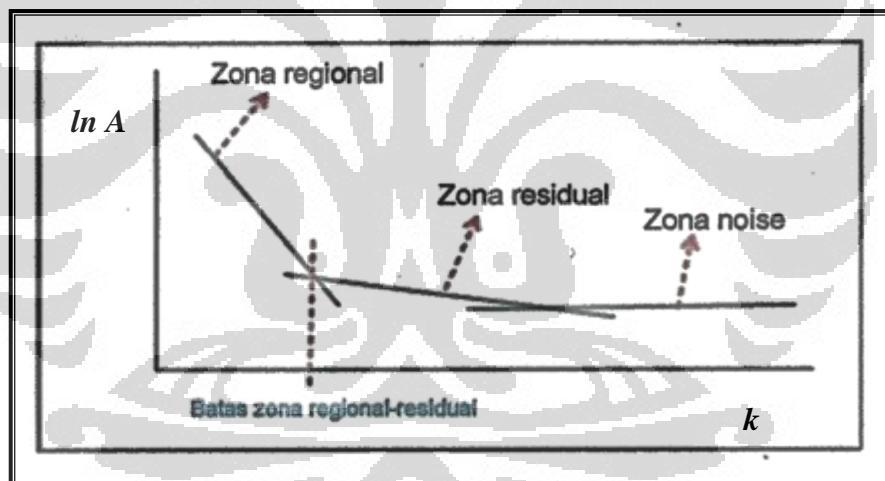 Zona regional
ln A
Zona residual
Zona noise
Batas zona regional-residual
k